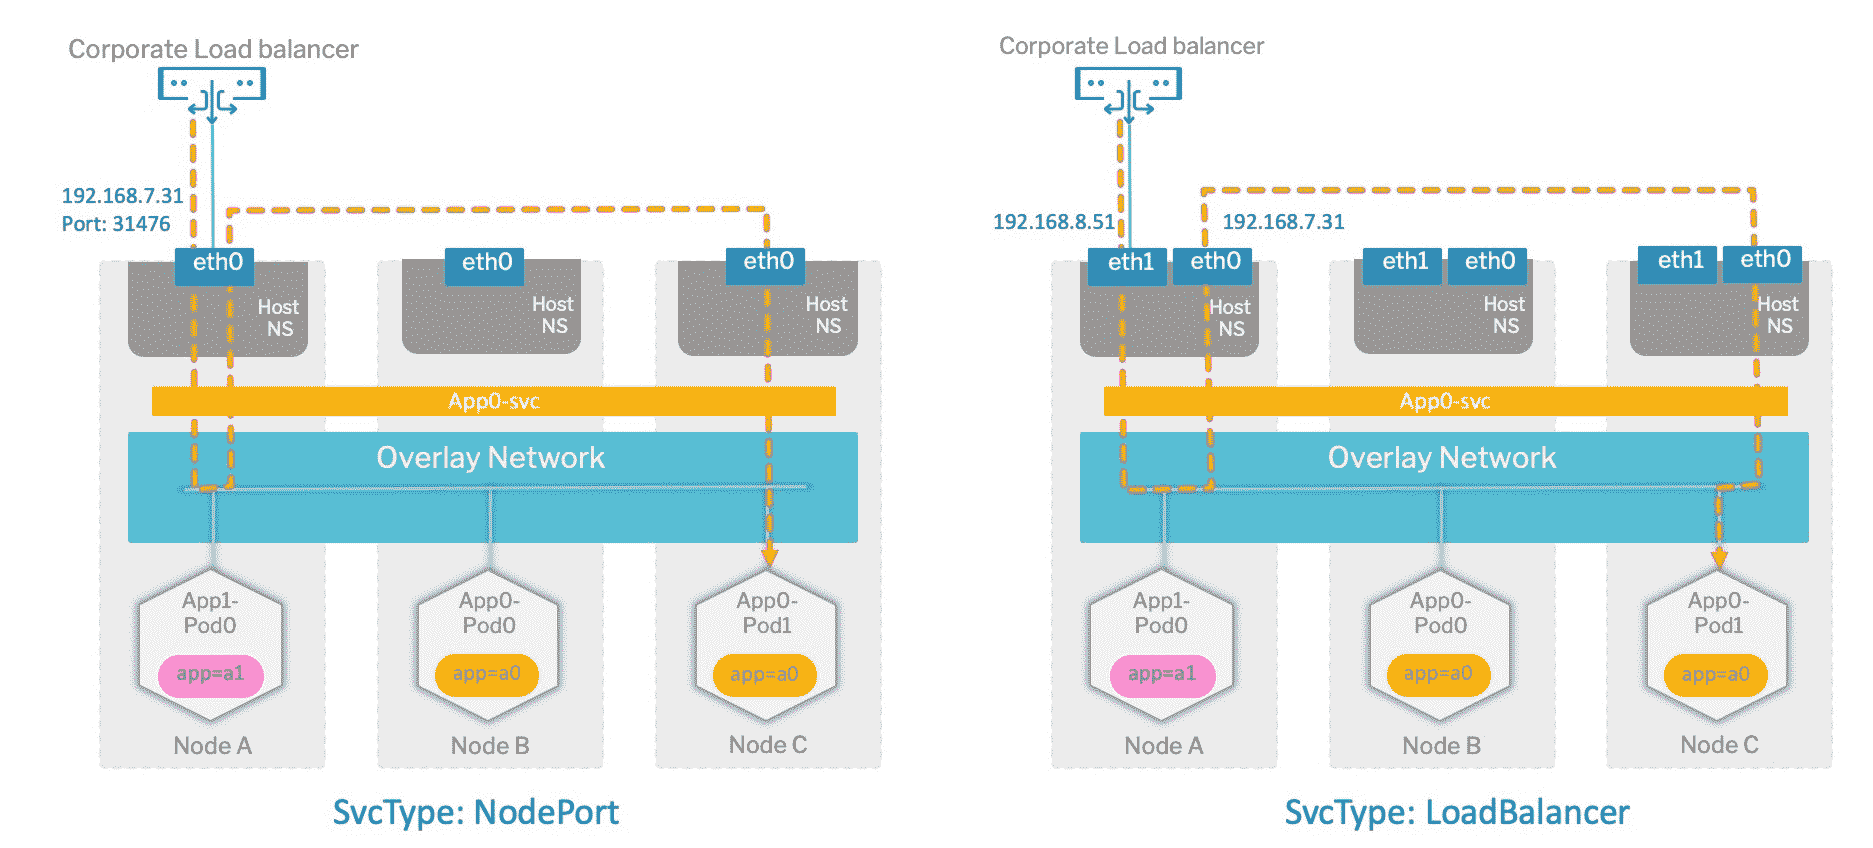 Corporate Load balancer
192.168.7.31
Port: 31476
eth0
eth0
eth0
Host
NS
Host
NS
Host
NS
App0-svc
Overlay Network
App1-
Pod0
app=a1
App0-
Pod0
app=a0
App0-
Pod1
app=a0
Node A
Node B
Node C
SvcType: NodePort
Corporate Load balancer
192.168.8.51
192.168.7.31
eth1
eth0
eth1
eth0
eth1
eth0
Host
NS
Host
NS
Host
NS
App0-svc
Overlay Network
App1-
Pod0
app=a1
App0-
Pod0
app=a0
App0-
Pod1
app=a0
Node A
Node B
Node C
SvcType: LoadBalancer